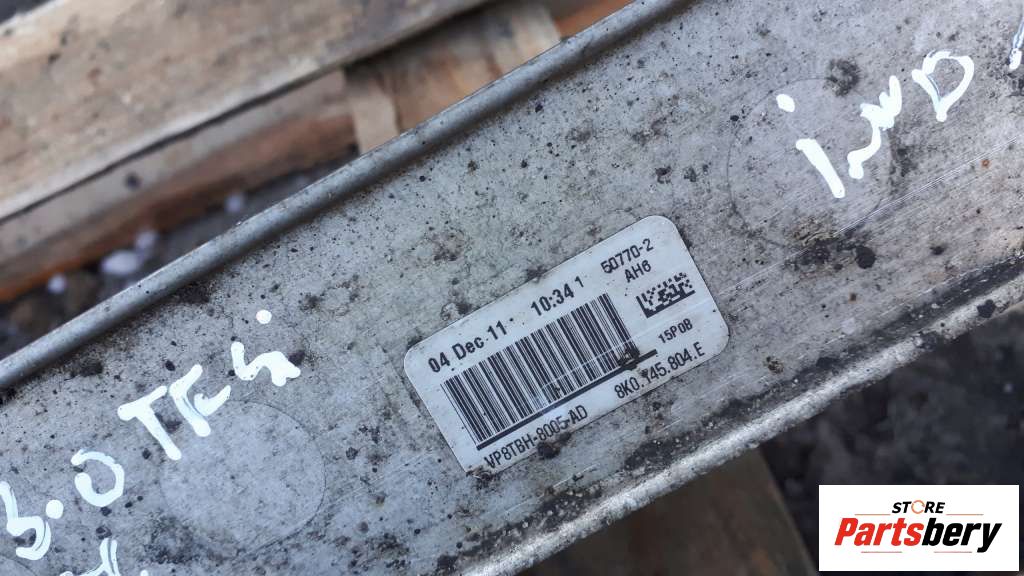 04 Dec 11 10:34 1 50770-2
AH6
15P08
VP8TBH-8005-AD 8K0.145.804.E
3.0 TFSi
STORE
Partsbery